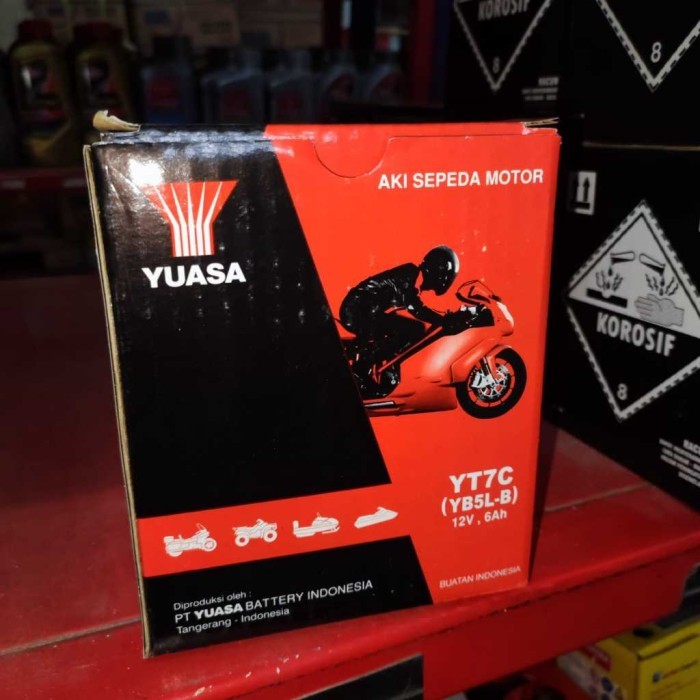 AKI SEPEDA MOTOR
YUASA
YT7C
(YB5L-B)
12V , 6Ah
BUATAN INDONESIA
Diproduksi oleh :
PT YUASA BATTERY INDONESIA
Tangerang - Indonesia
KOROSIF
8
8
KOROSIF
8